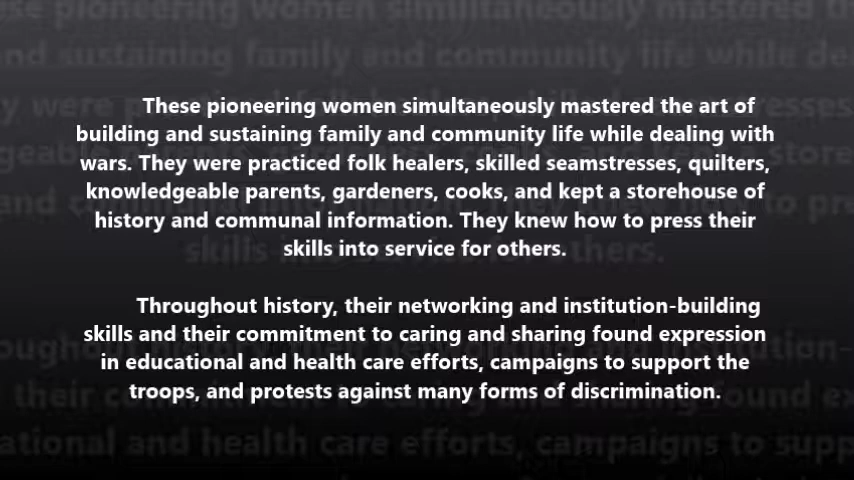 These pioneering women simultaneously mastered the art of
building and sustaining family and community life while dealing with
wars. They were practiced folk healers, skilled seamstresses, quilters,
knowledgeable parents, gardeners, cooks, and kept a storehouse of
history and communal information. They knew how to press their
skills into service for others.
Throughout history, their networking and institution-building
skills and their commitment to caring and sharing found expression
in educational and health care efforts, campaigns to support the
troops, and protests against many forms of discrimination.